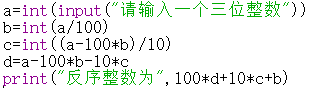 a=int(input("请输入一个三位整数"))
b=int(a/100)
c=int((a-100*b)/10)
d=a-100*b-10*c
print("反序整数为",100*d+10*c+b)